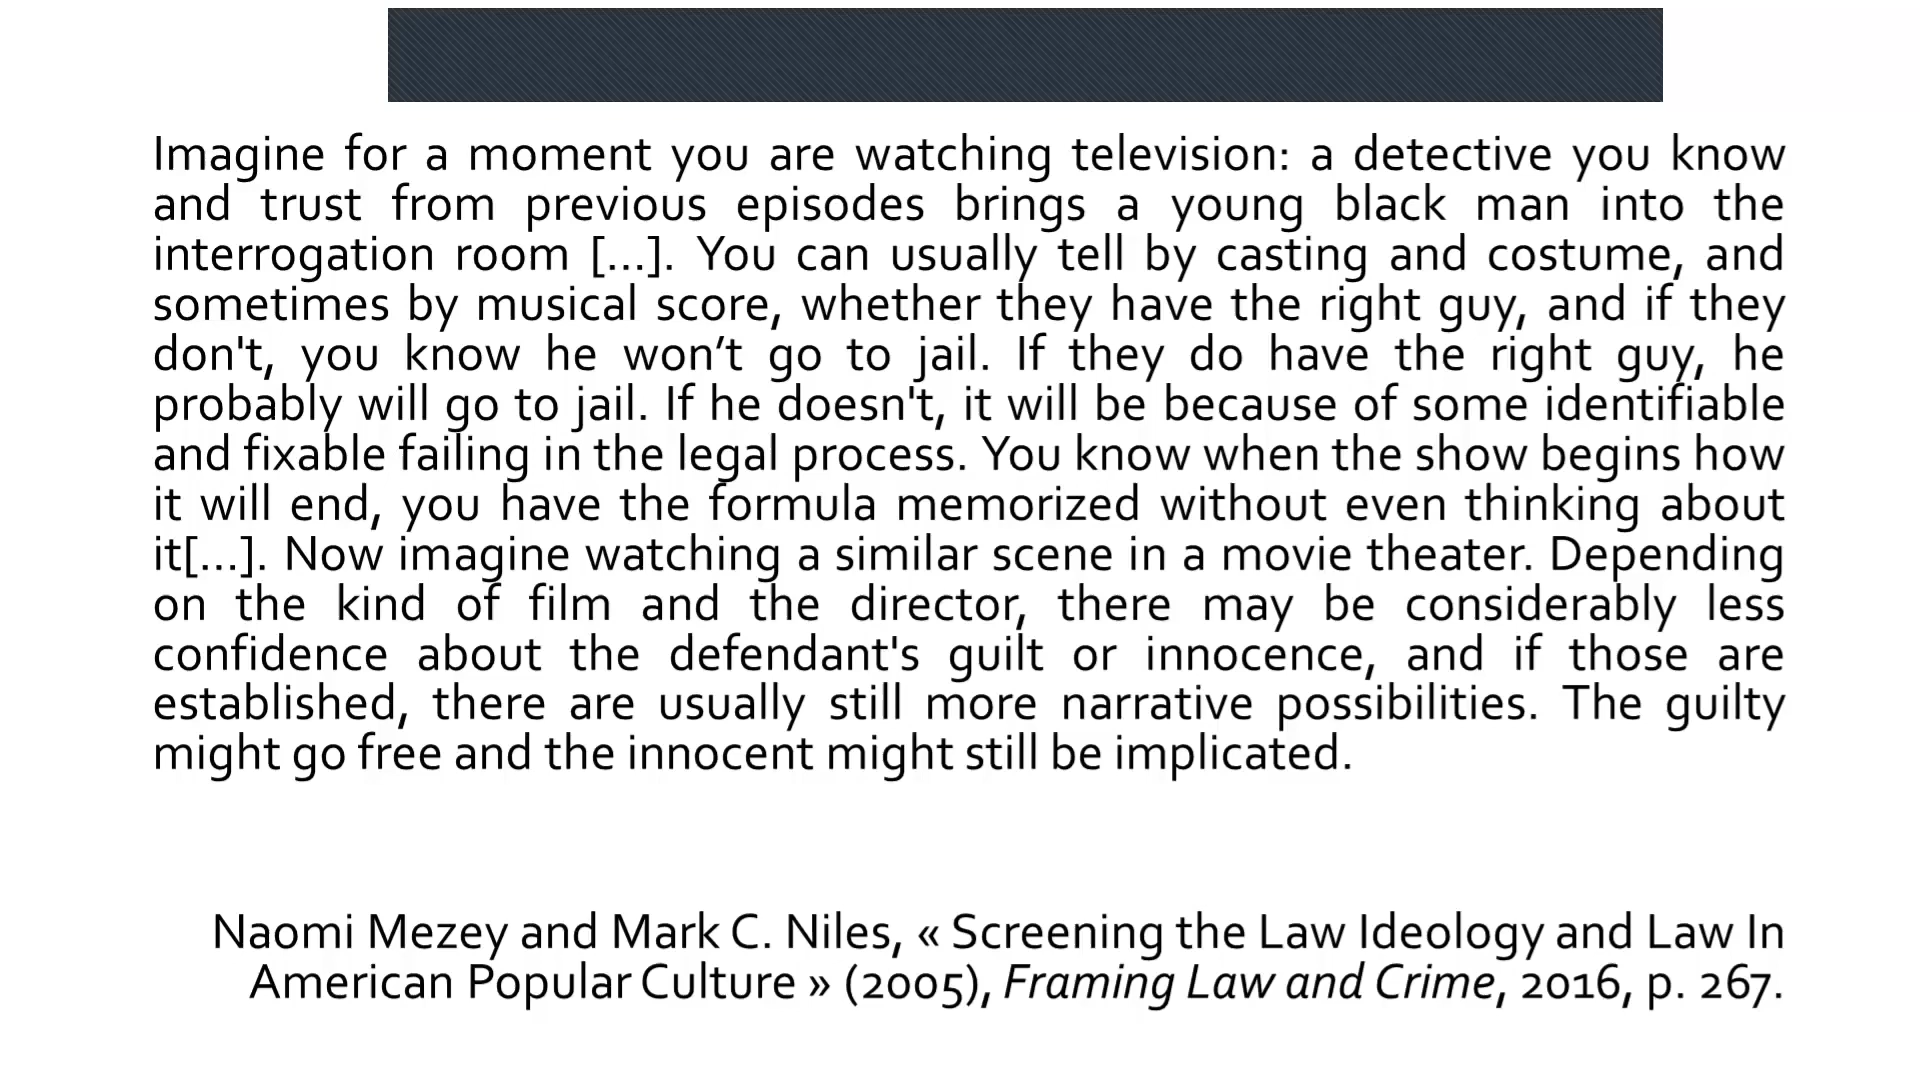 Imagine for a moment you are watching television: a detective you know
and trust from previous episodes brings a young black man into the
interrogation room [...]. You can usually tell by casting and costume, and
sometimes by musical score, whether they have the right guy, and if they
don't, you know he won’t go to jail. If they do have the right guy, he
probably will go to jail. If he doesn't, it will be because of some identifiable
and fixable failing in the legal process. You know when the show begins how
it will end, you have the formula memorized without even thinking about
it[...]. Now imagine watching a similar scene in a movie theater. Depending
on the kind of film and the director, there may be considerably less
confidence about the defendant's guilt or innocence, and if those are
established, there are usually still more narrative possibilities. The guilty
might go free and the innocent might still be implicated.
Naomi Mezey and Mark C. Niles, « Screening the Law Ideology and Law In
American Popular Culture » (2005), Framing Law and Crime, 2016, p. 267.